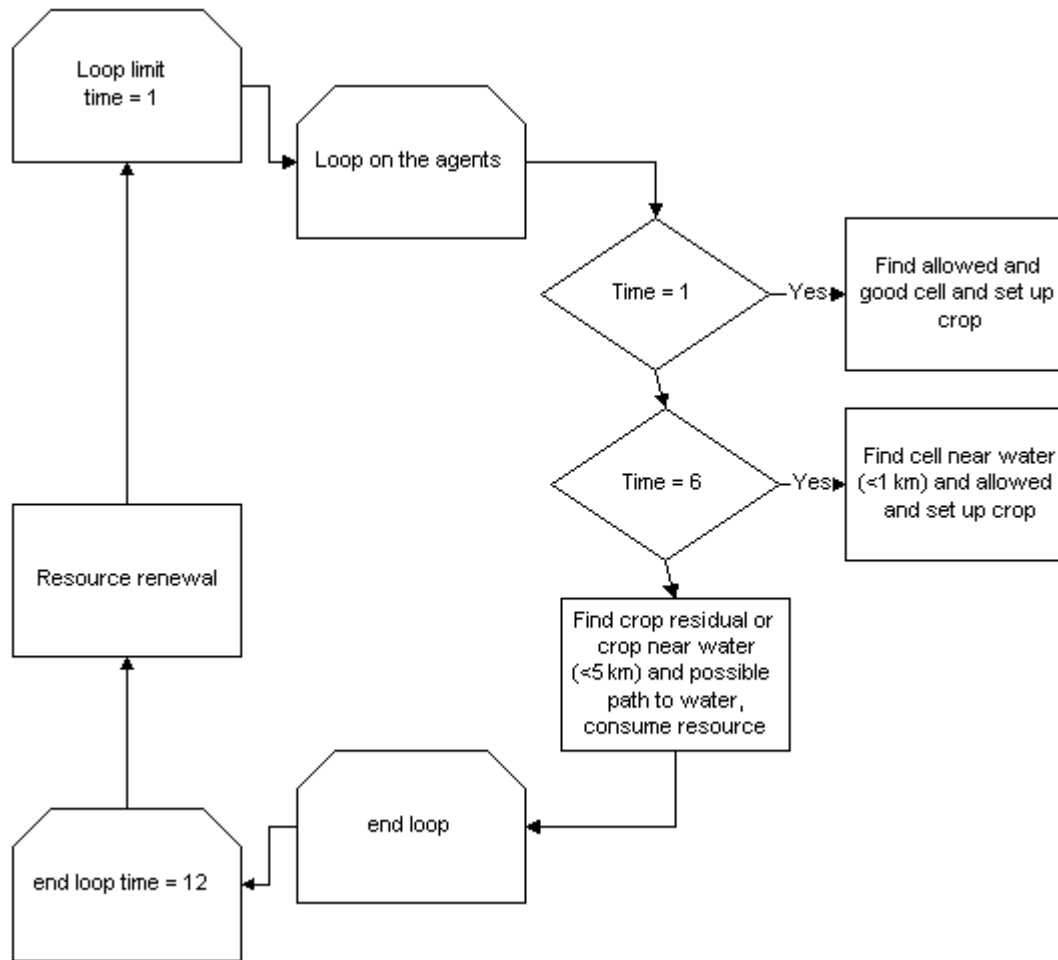 Loop limit
time = 1
Loop on the agents
Time = 1
Yes
Find allowed and
good cell and set up
crop
Time = 6
Yes
Find cell near water
(<1 km) and allowed
and set up crop
Resource renewal
Find crop residual or
crop near water
(<5 km) and possible
path to water,
consume resource
end loop
end loop time = 12